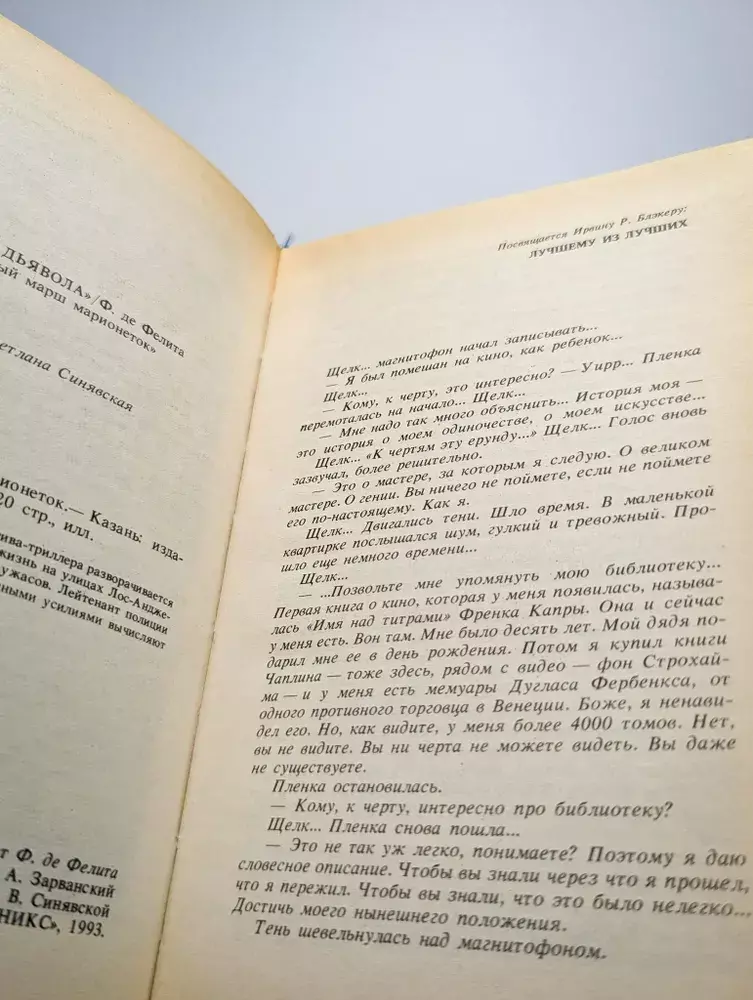 ДЬЯВОЛА»/Ф. де Фелита
ый марш марионеток»
етлана Синявская
ионеток.— Казань: изда-
20 стр., илл.
ива-триллера разворачивается
жизнь на улицах Лос-Андже-
ужасов. Лейтенант полиции
ными усилиями вычисляют
т Ф. де Фелита
А. Зарванский
В. Синявской
НИКС», 1993.
Посвящается Ирвину Р. Блэкеру:
ЛУЧШЕМУ ИЗ ЛУЧШИХ
Щелк... магнитофон начал записывать...
— Я был помешан на кино, как ребенок...
Щелк...
— Кому, к черту, это интересно? — Уирр... Пленка
перемоталась на начало... Щелк...
— Мне надо так много объяснить... История моя —
это история о моем одиночестве, о моем искусстве...
Щелк... «К чертям эту ерунду...» Щелк... Голос вновь
зазвучал, более решительно.
— Это о мастере, за которым я следую. О великом
мастере. О гении. Вы ничего не поймете, если не поймете
его по-настоящему. Как я.
Щелк... Двигались тени. Шло время. В маленькой
квартирке послышался шум, гулкий и тревожный. Про-
шло еще немного времени...
Щелк...
— ...Позвольте мне упомянуть мою библиотеку...
Первая книга о кино, которая у меня появилась, называ-
лась «Имя над титрами» Френка Капры. Она и сейчас
у меня есть. Вон там. Мне было десять лет. Мой дядя по-
дарил мне ее в день рождения. Потом я купил книги
Чаплина — тоже здесь, рядом с видео — фон Строхай-
ма — и у меня есть мемуары Дугласа Фербенкса, от
одного противного торговца в Венеции. Боже, я ненави-
дел его. Но, как видите, у меня более 4000 томов. Нет,
вы не видите. Вы ни черта не можете видеть. Вы даже
не существуете.
Пленка остановилась.
— Кому, к черту, интересно про библиотеку?
Щелк... Пленка снова пошла...
— Это не так уж легко, понимаете? Поэтому я даю
словесное описание. Чтобы вы знали через что я прошел,
что я пережил. Чтобы вы знали, что это было нелегко...
Достичь моего нынешнего положения.
Тень шевельнулась над магнитофоном.